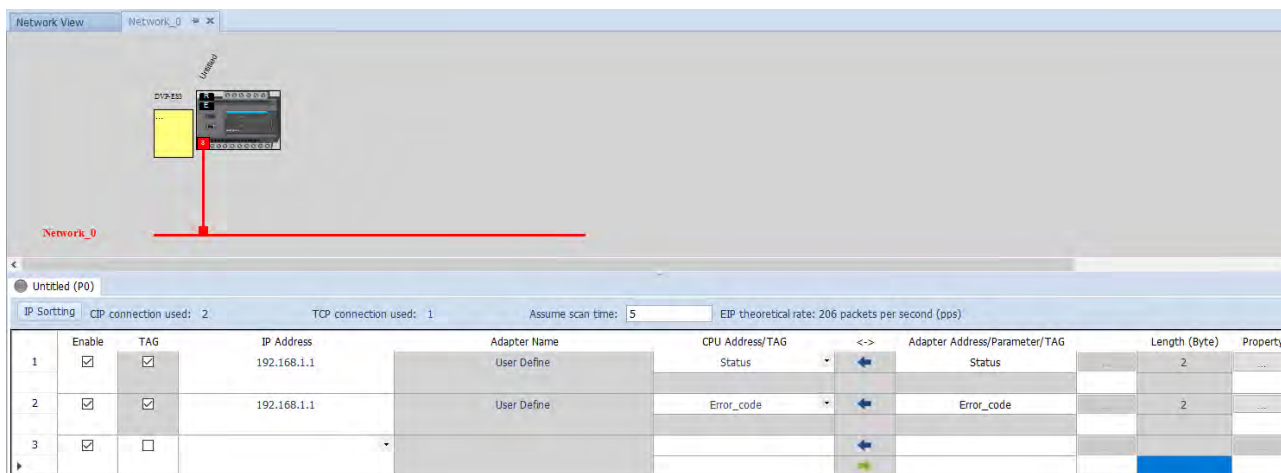 Network View Network_0
Untitled
DVP-ES3
...
Network_0
Untitled (P0)
IP Sortting CIP connection used: 2 TCP connection used: 1 Assume scan time: 5 EIP theoretical rate: 206 packets per second (pps)
Enable TAG IP Address Adapter Name CPU Address/TAG <-> Adapter Address/Parameter/TAG Length (Byte) Property
1 192.168.1.1 User Define Status Status ... 2 ...
2 192.168.1.1 User Define Error_code Error_code ... 2 ...
3